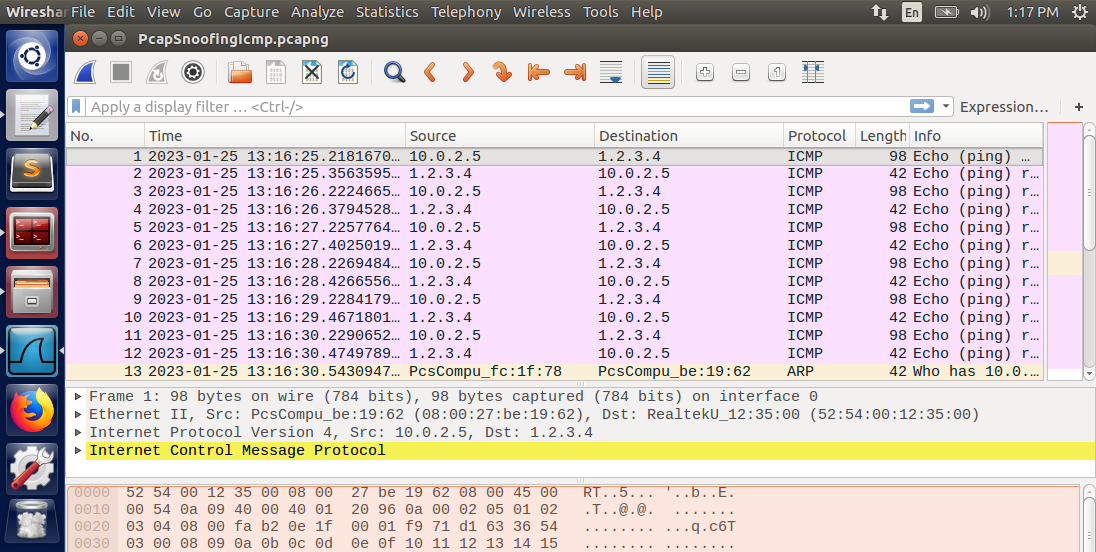 Wireshar File Edit View Go Capture Analyze Statistics Telephony Wireless Tools Help En 1:17 PM
PcapSnoofingIcmp.pcapng
Apply a display filter … <Ctrl-/> Expression… +
No. Time Source Destination Protocol Length Info
1 2023-01-25 13:16:25.2181670… 10.0.2.5 1.2.3.4 ICMP 98 Echo (ping) …
2 2023-01-25 13:16:25.3563595… 1.2.3.4 10.0.2.5 ICMP 42 Echo (ping) r…
3 2023-01-25 13:16:26.2224665… 10.0.2.5 1.2.3.4 ICMP 98 Echo (ping) r…
4 2023-01-25 13:16:26.3794528… 1.2.3.4 10.0.2.5 ICMP 42 Echo (ping) r…
5 2023-01-25 13:16:27.2257764… 10.0.2.5 1.2.3.4 ICMP 98 Echo (ping) r…
6 2023-01-25 13:16:27.4025019… 1.2.3.4 10.0.2.5 ICMP 42 Echo (ping) r…
7 2023-01-25 13:16:28.2269484… 10.0.2.5 1.2.3.4 ICMP 98 Echo (ping) r…
8 2023-01-25 13:16:28.4266556… 1.2.3.4 10.0.2.5 ICMP 42 Echo (ping) r…
9 2023-01-25 13:16:29.2284179… 10.0.2.5 1.2.3.4 ICMP 98 Echo (ping) r…
10 2023-01-25 13:16:29.4671801… 1.2.3.4 10.0.2.5 ICMP 42 Echo (ping) r…
11 2023-01-25 13:16:30.2290652… 10.0.2.5 1.2.3.4 ICMP 98 Echo (ping) r…
12 2023-01-25 13:16:30.4749789… 1.2.3.4 10.0.2.5 ICMP 42 Echo (ping) r…
13 2023-01-25 13:16:30.5430947… PcsCompu_fc:1f:78 PcsCompu_be:19:62 ARP 42 Who has 10.0.…
Frame 1: 98 bytes on wire (784 bits), 98 bytes captured (784 bits) on interface 0
Ethernet II, Src: PcsCompu_be:19:62 (08:00:27:be:19:62), Dst: RealtekU_12:35:00 (52:54:00:12:35:00)
Internet Protocol Version 4, Src: 10.0.2.5, Dst: 1.2.3.4
Internet Control Message Protocol
0000 52 54 00 12 35 00 08 00 27 be 19 62 08 00 45 00 RT..5... '..b..E.
0010 00 54 0a 09 40 00 40 01 20 96 0a 00 02 05 01 02 .T..@.@. .......
0020 03 04 08 00 fa b2 0e 1f 00 01 f9 71 d1 63 36 54 ........ ...q.c6T
0030 03 00 08 09 0a 0b 0c 0d 0e 0f 10 11 12 13 14 15 ........ ........